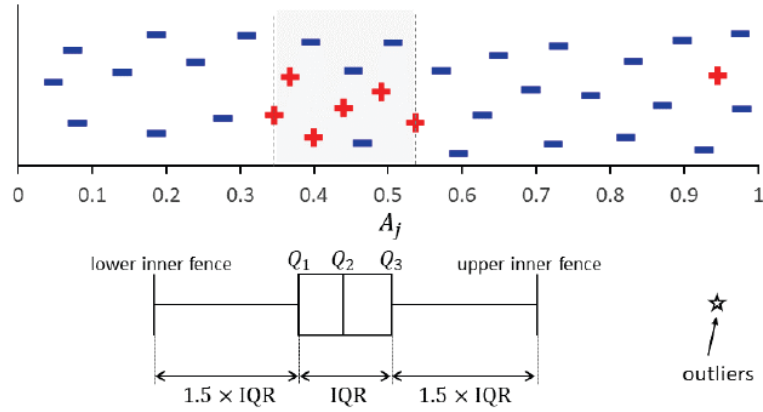 0 0.1 0.2 0.3 0.4 0.5 0.6 0.7 0.8 0.9 1
A_j
lower inner fence Q_1 Q_2 Q_3 upper inner fence
outliers
1.5 × IQR IQR 1.5 × IQR